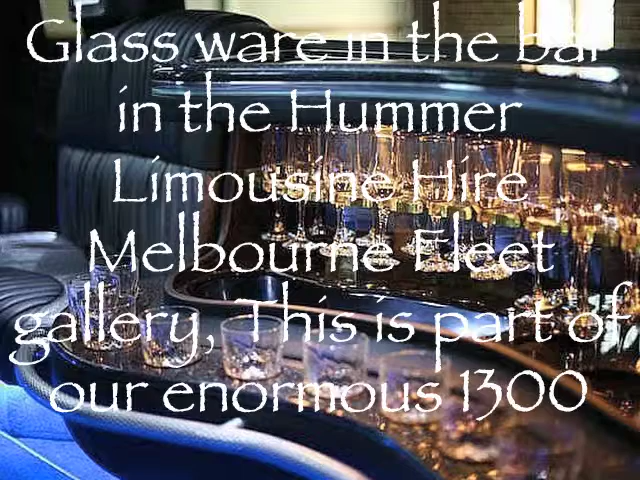 Glass ware in the bar
in the Hummer
Limousine Hire
Melbourne Fleet
gallery, This is part of
our enormous 1300